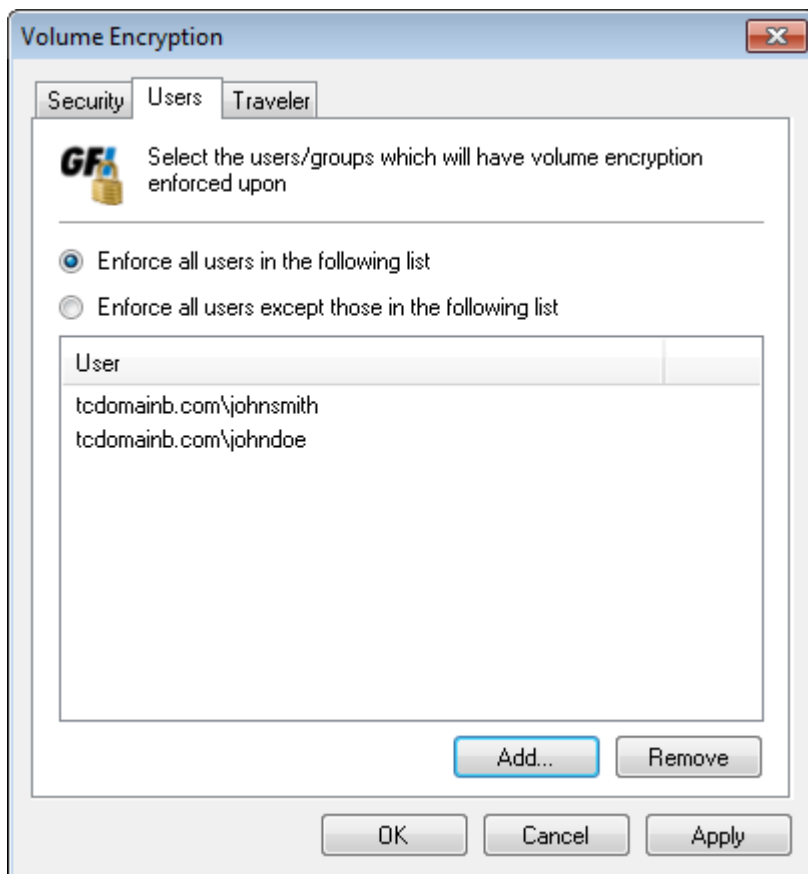 Volume Encryption
Security Users Traveler
GFI
Select the users/groups which will have volume encryption
enforced upon
Enforce all users in the following list
Enforce all users except those in the following list
User
tcdomainb.com\johnsmith
tcdomainb.com\johndoe
Add... Remove
OK Cancel Apply